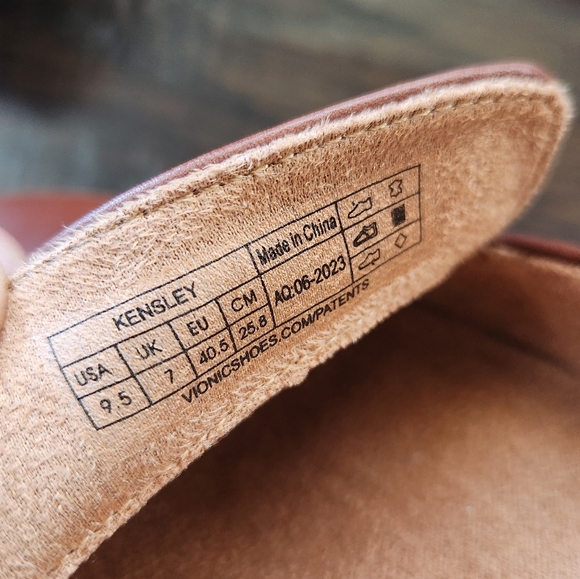 KENSLEY
Made in China
USA UK EU CM
AQ:06-2023
9.5 7 40.5 25.8
VIONICSHOES.COM/PATENTS